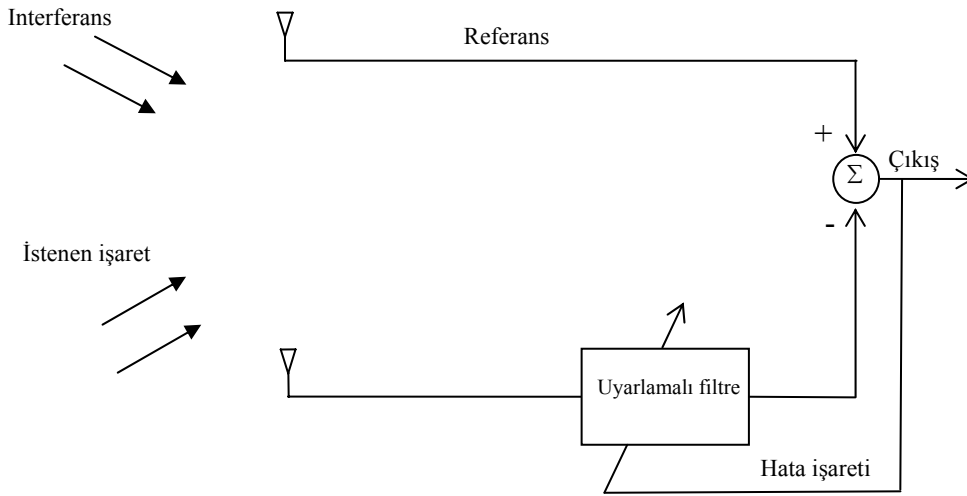 Interferans
Referans
+
Σ
Çıkış
-
İstenen işaret
Uyarlamalı filtre
Hata işareti